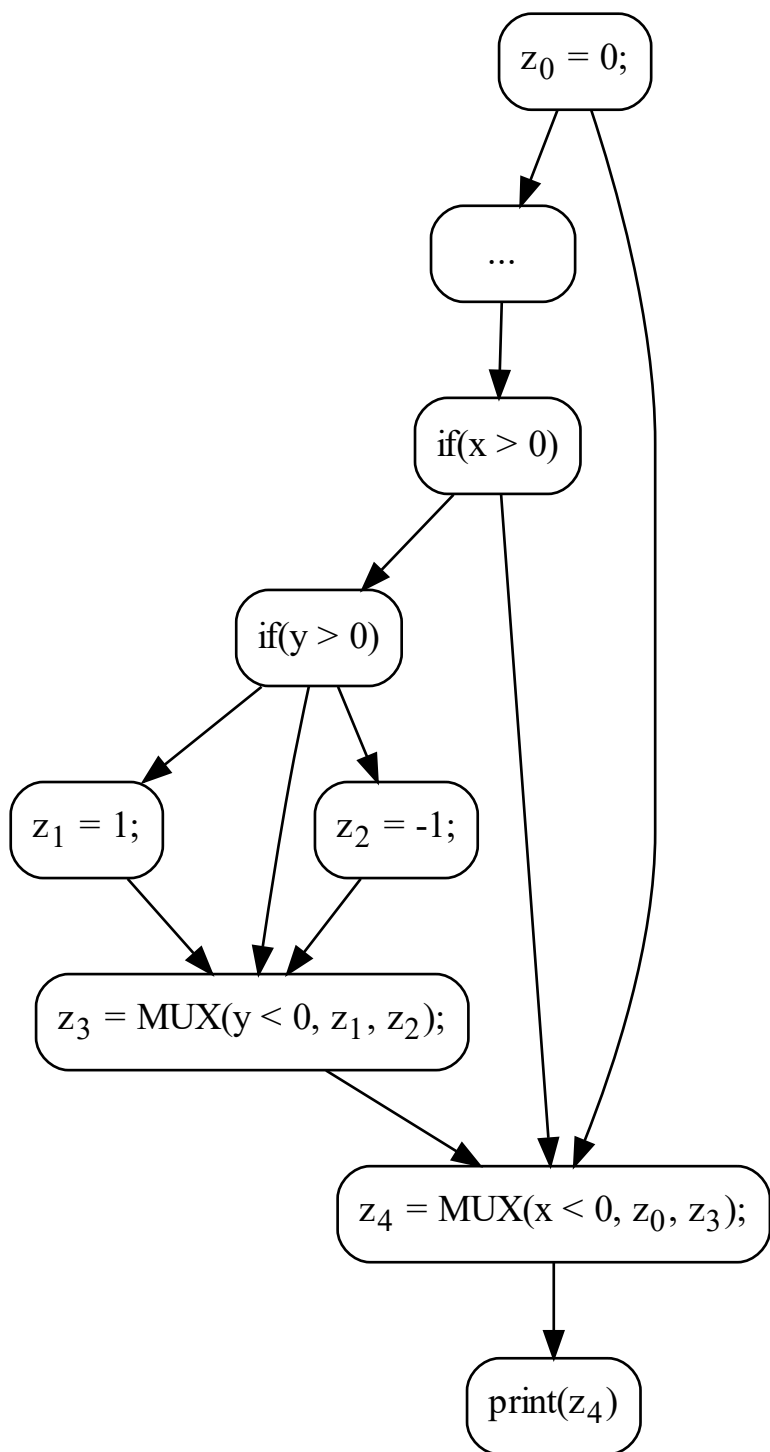 z₀ = 0;
...
if(x > 0)
if(y > 0)
z₁ = 1;
z₂ = -1;
z₃ = MUX(y < 0, z₁, z₂);
z₄ = MUX(x < 0, z₀, z₃);
print(z₄)